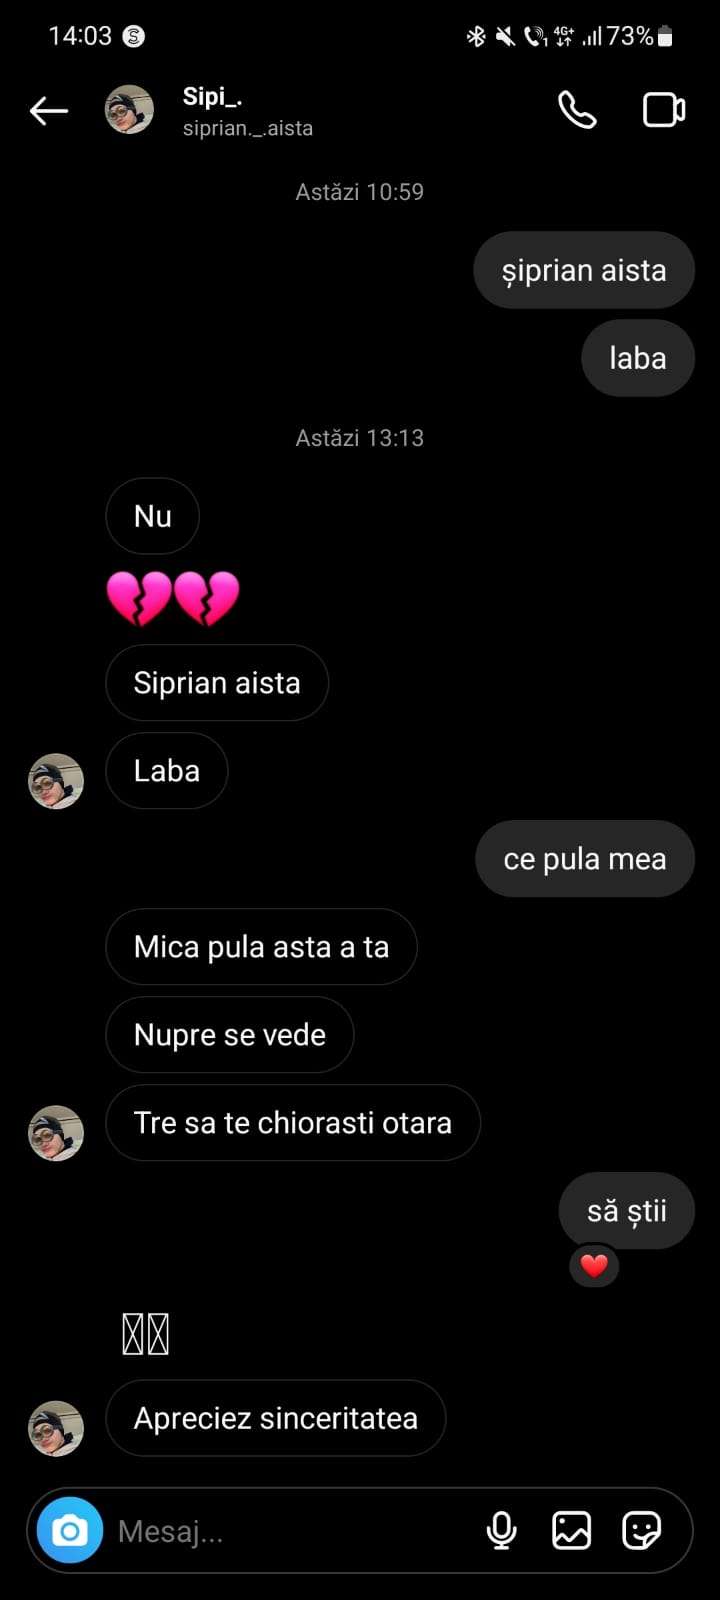 14:03
4G+
73%
Sipi_.
siprian._.aista
Astăzi 10:59
șiprian aista
laba
Astăzi 13:13
Nu
💔💔
Siprian aista
Laba
ce pula mea
Mica pula asta a ta
Nupre se vede
Tre sa te chiorasti otara
să știi
❤️
Apreciez sinceritatea
Mesaj...